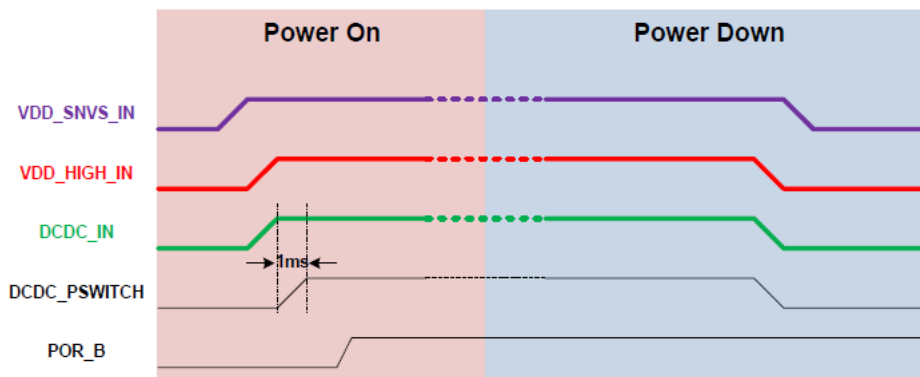 Power On Power Down
VDD_SNVS_IN
VDD_HIGH_IN
DCDC_IN
1ms
DCDC_PSWITCH
POR_B